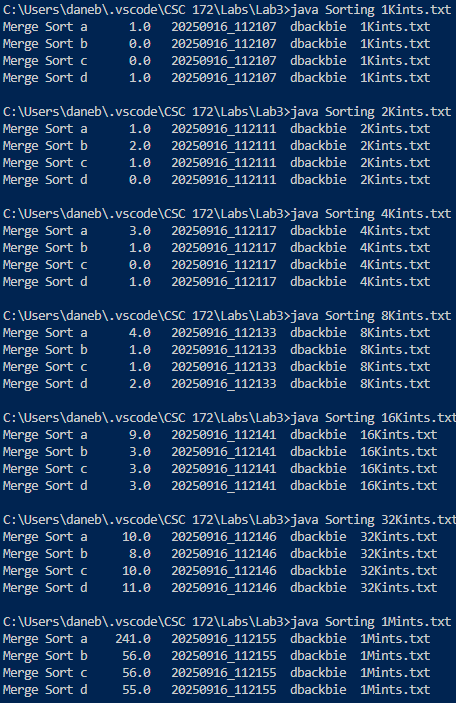 C:\Users\daneb\.vscode\CSC 172\Labs\Lab3>java Sorting 1Kints.txt
Merge Sort a     1.0   20250916_112107  dbackbie  1Kints.txt
Merge Sort b     0.0   20250916_112107  dbackbie  1Kints.txt
Merge Sort c     0.0   20250916_112107  dbackbie  1Kints.txt
Merge Sort d     1.0   20250916_112107  dbackbie  1Kints.txt
C:\Users\daneb\.vscode\CSC 172\Labs\Lab3>java Sorting 2Kints.txt
Merge Sort a     1.0   20250916_112111  dbackbie  2Kints.txt
Merge Sort b     2.0   20250916_112111  dbackbie  2Kints.txt
Merge Sort c     1.0   20250916_112111  dbackbie  2Kints.txt
Merge Sort d     0.0   20250916_112111  dbackbie  2Kints.txt
C:\Users\daneb\.vscode\CSC 172\Labs\Lab3>java Sorting 4Kints.txt
Merge Sort a     3.0   20250916_112117  dbackbie  4Kints.txt
Merge Sort b     1.0   20250916_112117  dbackbie  4Kints.txt
Merge Sort c     0.0   20250916_112117  dbackbie  4Kints.txt
Merge Sort d     1.0   20250916_112117  dbackbie  4Kints.txt
C:\Users\daneb\.vscode\CSC 172\Labs\Lab3>java Sorting 8Kints.txt
Merge Sort a     4.0   20250916_112133  dbackbie  8Kints.txt
Merge Sort b     1.0   20250916_112133  dbackbie  8Kints.txt
Merge Sort c     1.0   20250916_112133  dbackbie  8Kints.txt
Merge Sort d     2.0   20250916_112133  dbackbie  8Kints.txt
C:\Users\daneb\.vscode\CSC 172\Labs\Lab3>java Sorting 16Kints.txt
Merge Sort a     9.0   20250916_112141  dbackbie  16Kints.txt
Merge Sort b     3.0   20250916_112141  dbackbie  16Kints.txt
Merge Sort c     3.0   20250916_112141  dbackbie  16Kints.txt
Merge Sort d     3.0   20250916_112141  dbackbie  16Kints.txt
C:\Users\daneb\.vscode\CSC 172\Labs\Lab3>java Sorting 32Kints.txt
Merge Sort a    10.0   20250916_112146  dbackbie  32Kints.txt
Merge Sort b     8.0   20250916_112146  dbackbie  32Kints.txt
Merge Sort c    10.0   20250916_112146  dbackbie  32Kints.txt
Merge Sort d    11.0   20250916_112146  dbackbie  32Kints.txt
C:\Users\daneb\.vscode\CSC 172\Labs\Lab3>java Sorting 1Mints.txt
Merge Sort a   241.0   20250916_112155  dbackbie  1Mints.txt
Merge Sort b    56.0   20250916_112155  dbackbie  1Mints.txt
Merge Sort c    56.0   20250916_112155  dbackbie  1Mints.txt
Merge Sort d    55.0   20250916_112155  dbackbie  1Mints.txt